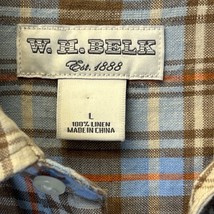 W. H. BELK
Est. 1888
L
100% LINEN
MADE IN CHINA